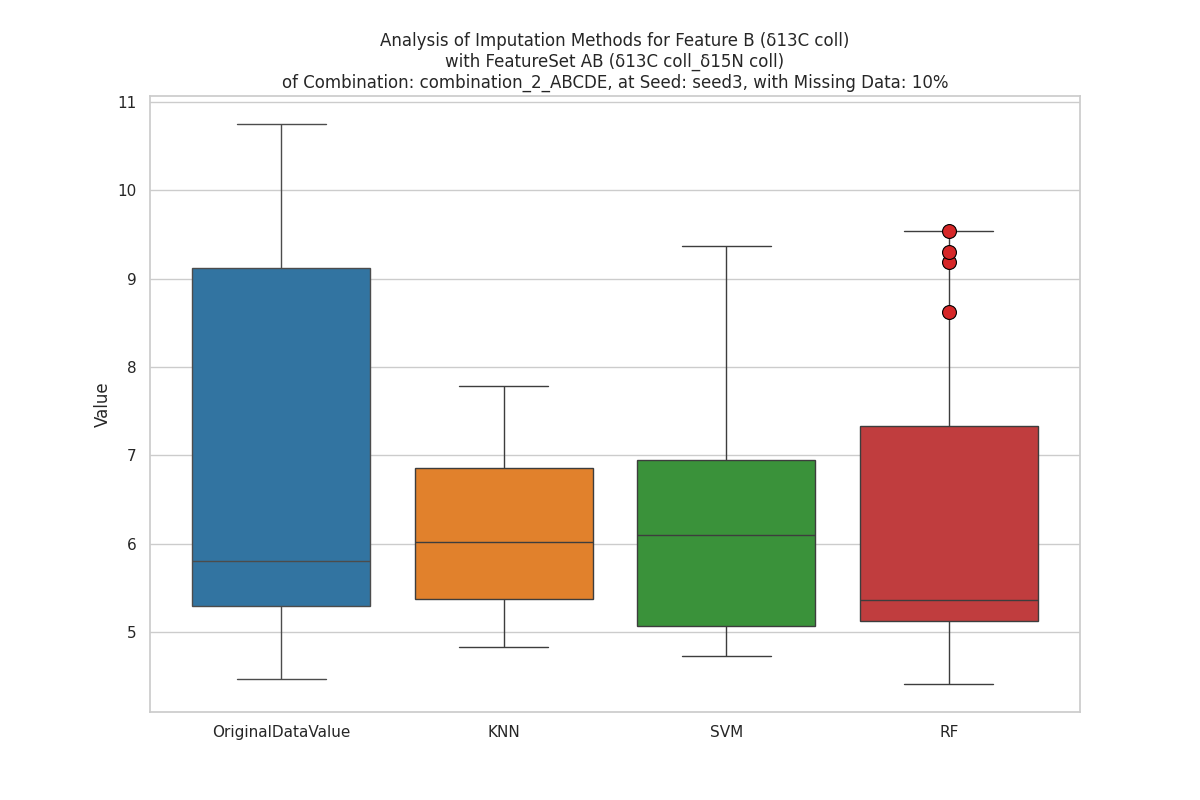 Analysis of Imputation Methods for Feature B (δ13C coll)
with FeatureSet AB (δ13C coll_δ15N coll)
of Combination: combination_2_ABCDE, at Seed: seed3, with Missing Data: 10%
11
10
9
8
7
6
5
Value
OriginalDataValue
KNN
SVM
RF